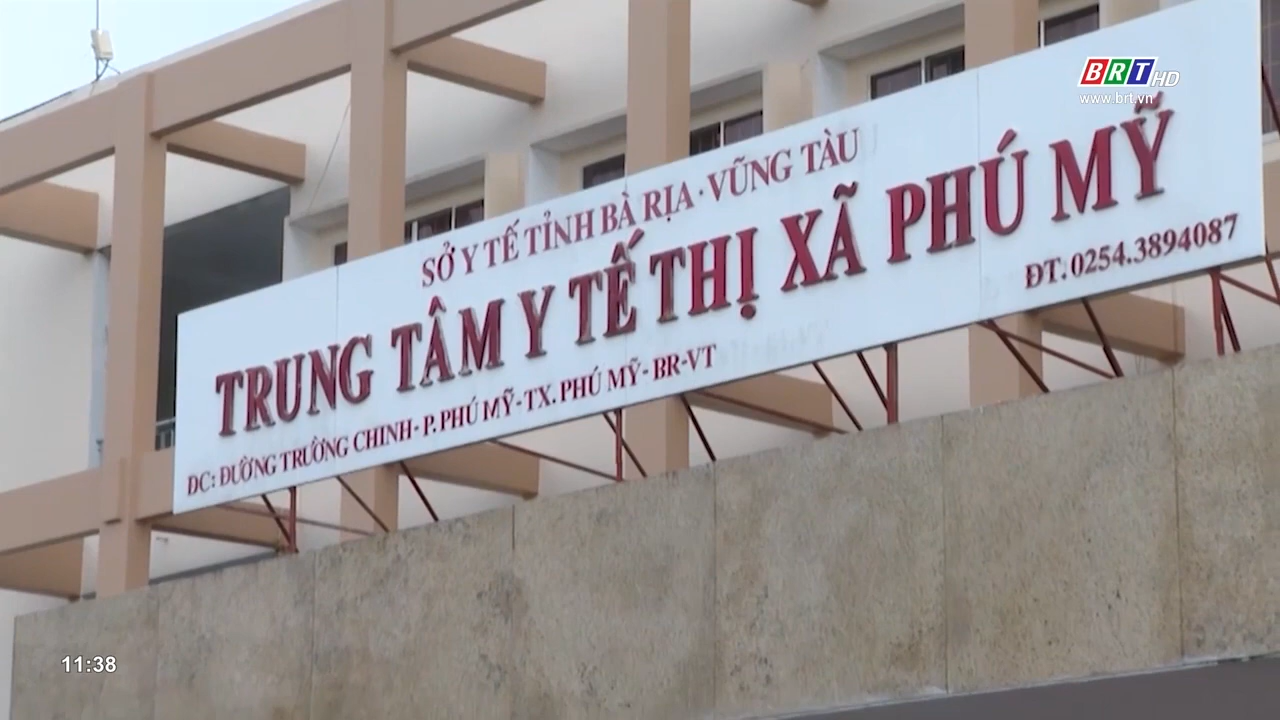 BRT HD
www.brt.vn
SỞ Y TẾ TỈNH BÀ RỊA - VŨNG TÀU
TRUNG TÂM Y TẾ THỊ XÃ PHÚ MỸ
ĐT. 0254.3894087
ĐC: ĐƯỜNG TRƯỜNG CHINH - P. PHÚ MỸ - TX. PHÚ MỸ - BR-VT
11:38